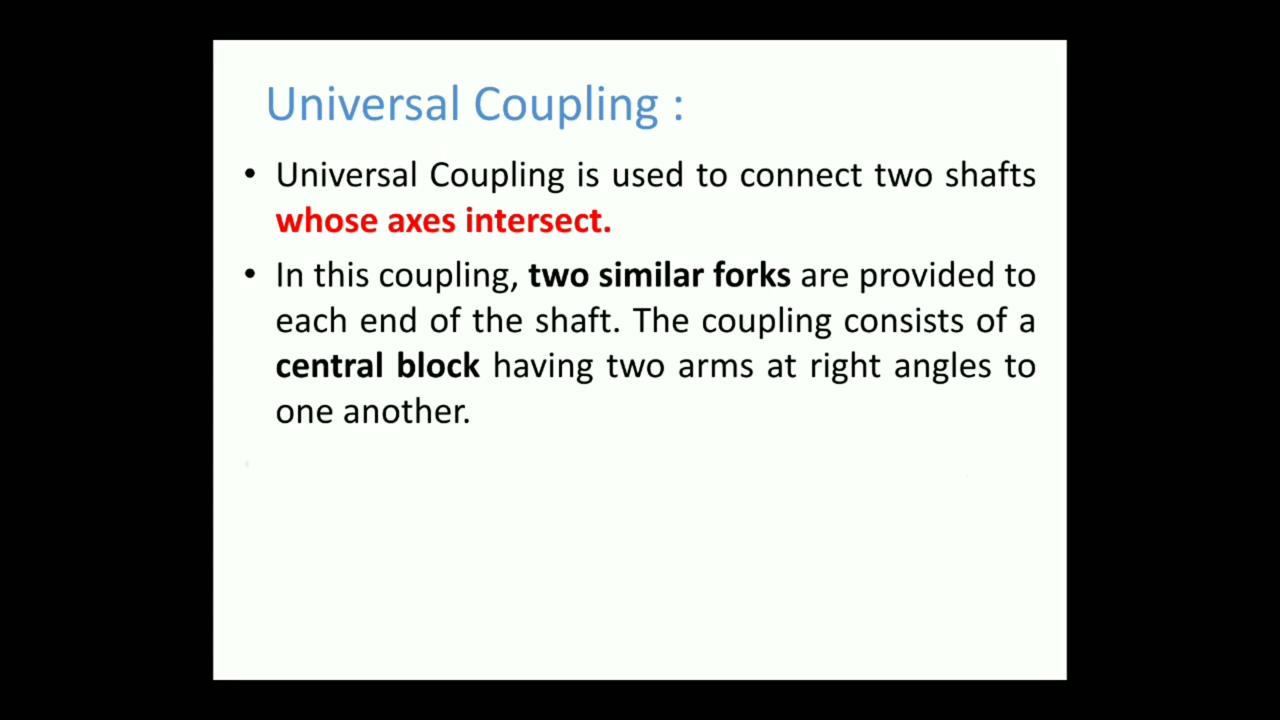 Universal Coupling :
• Universal Coupling is used to connect two shafts
whose axes intersect.
• In this coupling, two similar forks are provided to
each end of the shaft. The coupling consists of a
central block having two arms at right angles to
one another.